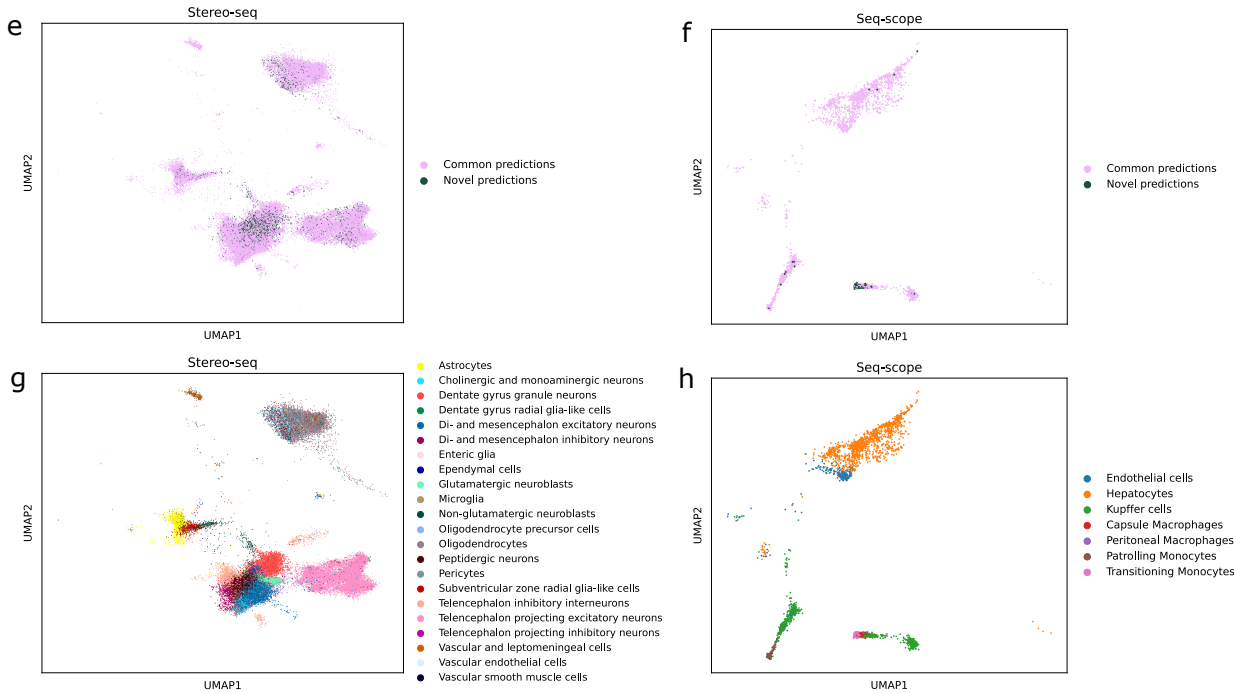 e
Stereo-seq
UMAP2
UMAP1
Common predictions
Novel predictions
f
Seq-scope
UMAP2
UMAP1
Common predictions
Novel predictions
g
Stereo-seq
UMAP2
UMAP1
Astrocytes
Cholinergic and monoaminergic neurons
Dentate gyrus granule neurons
Dentate gyrus radial glia-like cells
Di- and mesencephalon excitatory neurons
Di- and mesencephalon inhibitory neurons
Enteric glia
Ependymal cells
Glutamatergic neuroblasts
Microglia
Non-glutamatergic neuroblasts
Oligodendrocyte precursor cells
Oligodendrocytes
Peptidergic neurons
Pericytes
Subventricular zone radial glia-like cells
Telencephalon inhibitory interneurons
Telencephalon projecting excitatory neurons
Telencephalon projecting inhibitory neurons
Vascular and leptomeningeal cells
Vascular endothelial cells
Vascular smooth muscle cells
h
Seq-scope
UMAP2
UMAP1
Endothelial cells
Hepatocytes
Kupffer cells
Capsule Macrophages
Peritoneal Macrophages
Patrolling Monocytes
Transitioning Monocytes